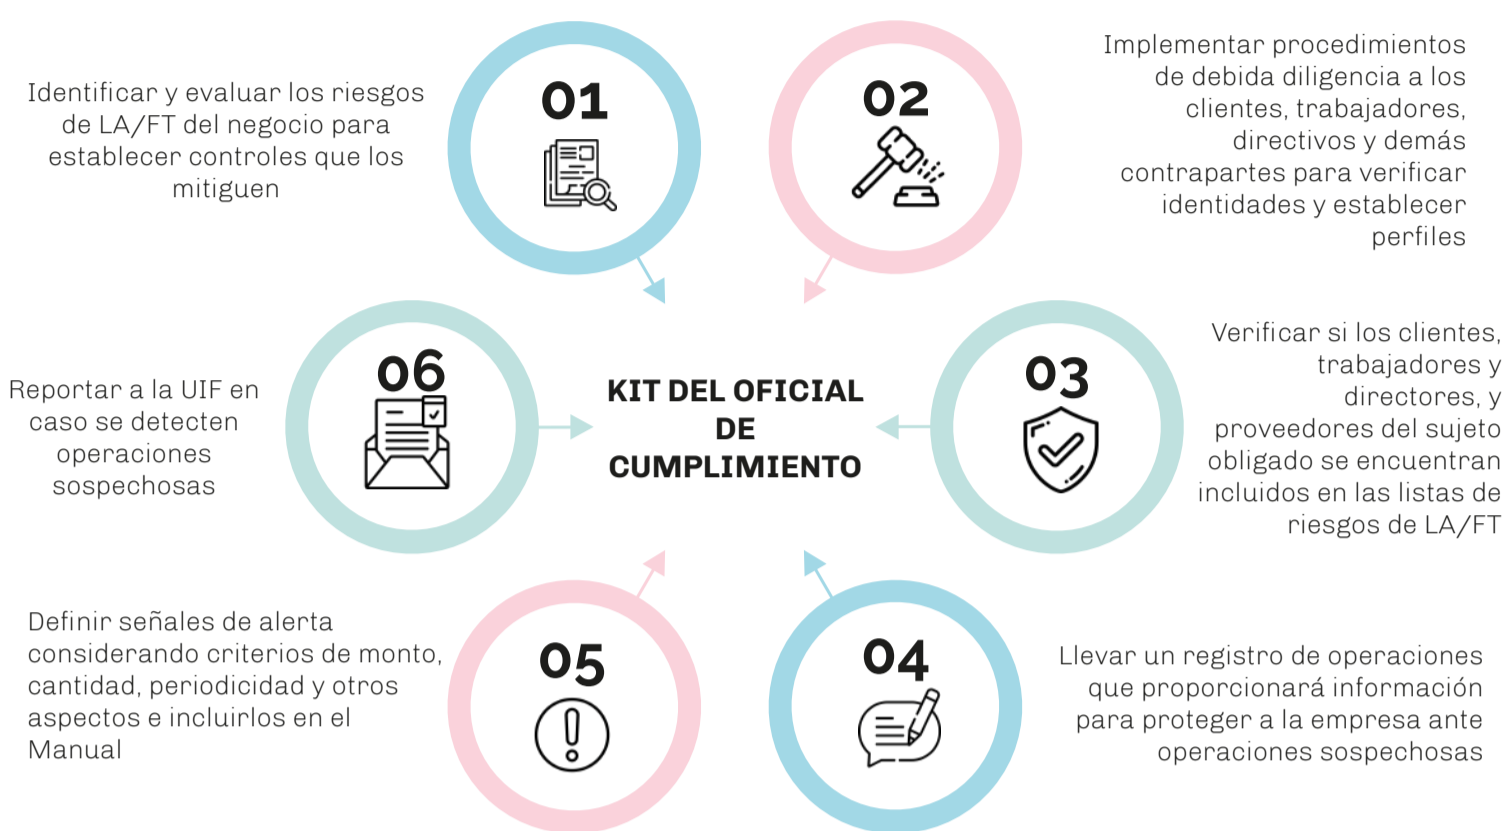 01
Identificar y evaluar los riesgos
de LA/FT del negocio para
establecer controles que los
mitiguen
02
Implementar procedimientos
de debida diligencia a los
clientes, trabajadores,
directivos y demás
contrapartes para verificar
identidades y establecer
perfiles
KIT DEL OFICIAL
DE
CUMPLIMIENTO
03
Verificar si los clientes,
trabajadores y
directores, y
proveedores del sujeto
obligado se encuentran
incluidos en las listas de
riesgos de LA/FT
04
Llevar un registro de operaciones
que proporcionará información
para proteger a la empresa ante
operaciones sospechosas
05
Definir señales de alerta
considerando criterios de monto,
cantidad, periodicidad y otros
aspectos e incluirlos en el
Manual
06
Reportar a la UIF en
caso se detecten
operaciones
sospechosas